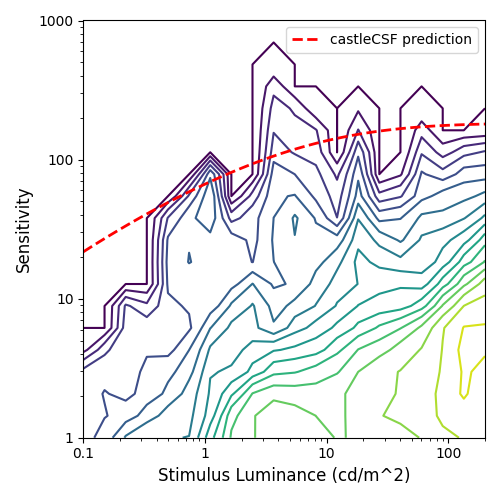 1000
castleCSF prediction
100
Sensitivity
10
1
0.1 1 10 100
Stimulus Luminance (cd/m^2)